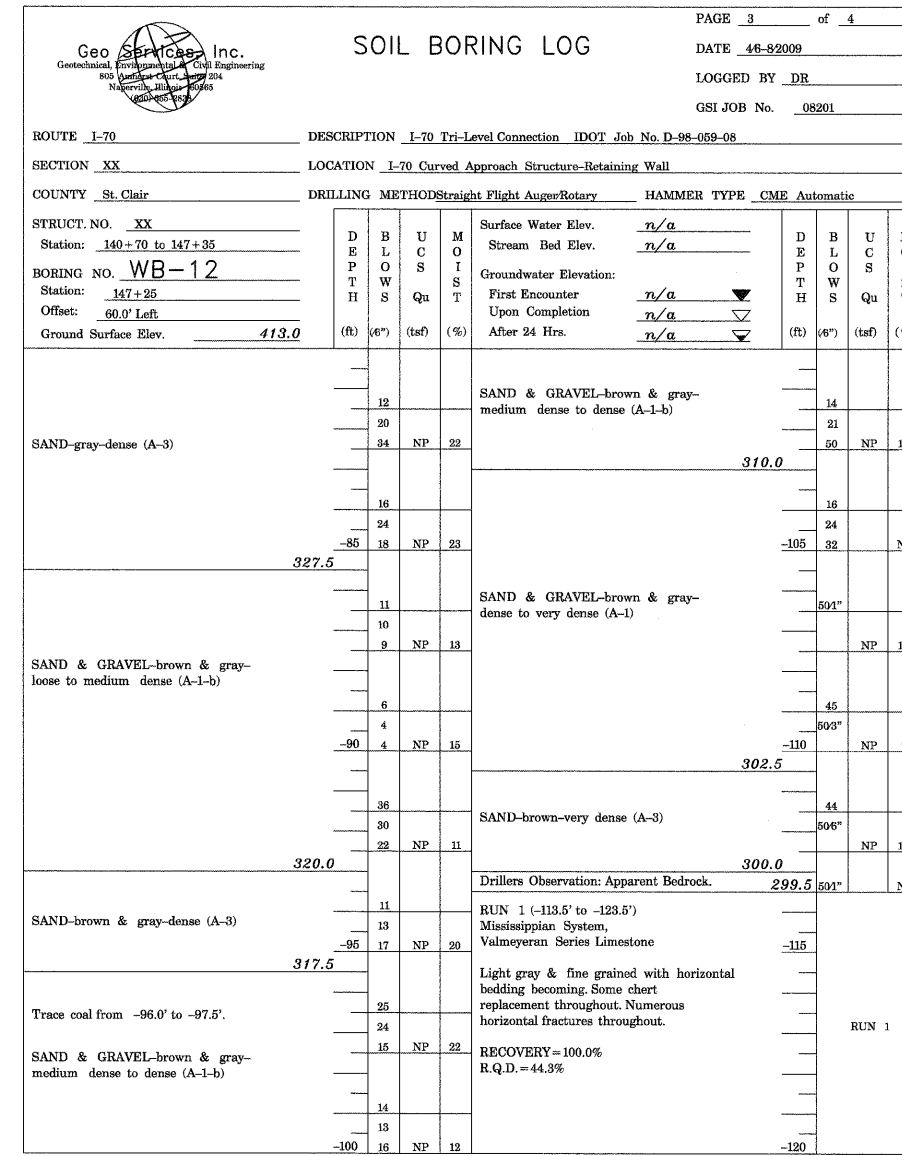 PAGE 3 of 4
Geo Services, Inc.
SOIL BORING LOG
Geotechnical, Environmental & Civil Engineering
805 Amherst Court, Suite 204
Naperville, Illinois 60565
(630) 355-2838
DATE 4/6-8/2009
LOGGED BY DR
GSI JOB No. 08201
ROUTE I-70 DESCRIPTION I-70 Tri-Level Connection IDOT Job No. D-98-059-08
SECTION XX LOCATION I-70 Curved Approach Structure-Retaining Wall
COUNTY St. Clair DRILLING METHOD Straight Flight Auger/Rotary HAMMER TYPE CME Automatic
STRUCT. NO. XX
Station: 140+70 to 147+35
BORING NO. WB-12
Station: 147+25
Offset: 60.0' Left
Ground Surface Elev. 413.0
DEPTH (ft)
BLOWS (/6")
UCS Qu (tsf)
MOIST (%)
Surface Water Elev. n/a
Stream Bed Elev. n/a
Groundwater Elevation:
First Encounter n/a
Upon Completion n/a
After 24 Hrs. n/a
DEPTH (ft)
BLOWS (/6")
UCS Qu (tsf)
12
20
SAND-gray-dense (A-3) 34 NP 22
16
24
-85 18 NP 23
327.5
11
10
9 NP 13
SAND & GRAVEL-brown & gray-
loose to medium dense (A-1-b)
6
4
-90 4 NP 15
36
30
22 NP 11
320.0
11
SAND-brown & gray-dense (A-3) 13
-95 17 NP 20
317.5
25
Trace coal from -96.0' to -97.5'.
24
15 NP 22
SAND & GRAVEL-brown & gray-
medium dense to dense (A-1-b)
14
13
-100 16 NP 12
SAND & GRAVEL-brown & gray-
medium dense to dense (A-1-b) 14
21
50 NP 1
310.0
16
24
-105 32 N
SAND & GRAVEL-brown & gray-
dense to very dense (A-1) 50/1"
NP 1
45
50/3"
-110 NP
302.5
44
SAND-brown-very dense (A-3)
50/6"
NP 1
300.0
Drillers Observation: Apparent Bedrock. 299.5 50/1" N
RUN 1 (-113.5' to -123.5')
Mississippian System,
Valmeyeran Series Limestone -115
Light gray & fine grained with horizontal
bedding becoming. Some chert
replacement throughout. Numerous
horizontal fractures throughout.
RUN 1
RECOVERY=100.0%
R.Q.D.=44.3%
-120